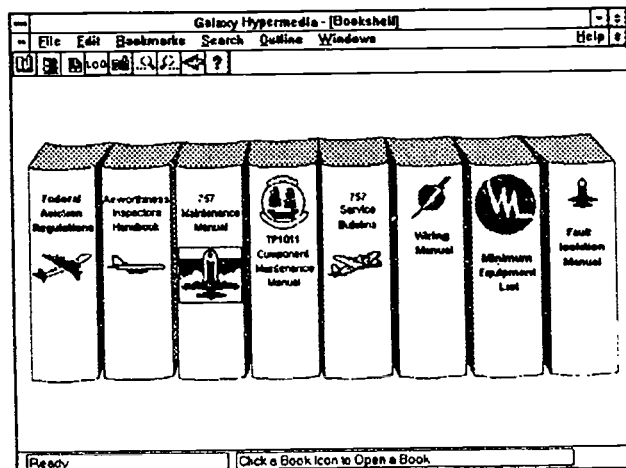 Galaxy Hypermedia - [Bookshelf]
File Edit Bookmarks Search Outline Windows Help
?
Federal
Aviation
Regulations
Airworthiness
Inspectors
Handbook
757
Maintenance
Manual
TP1011
Component
Maintenance
Manual
757
Service
Bulletins
Wiring
Manual
Minimum
Equipment
List
Fault
Isolation
Manual
Ready
Click a Book Icon to Open a Book